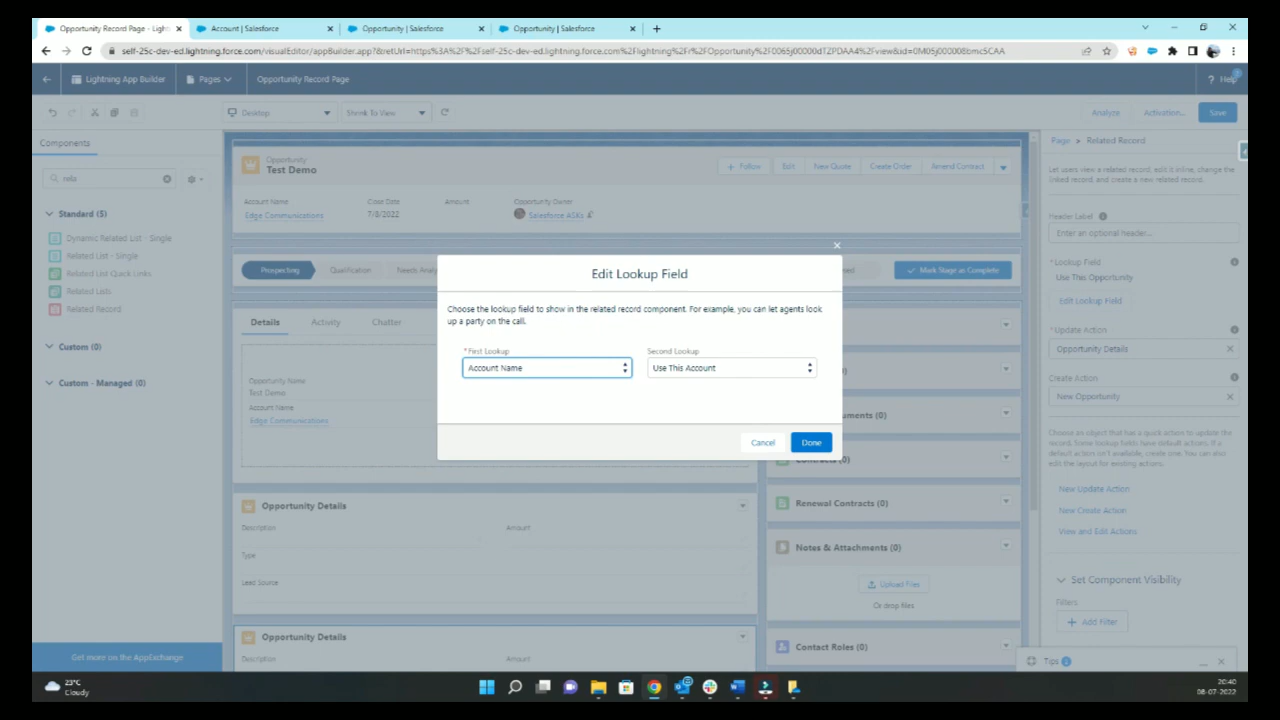 Opportunity Record Page - Light
Account | Salesforce
Opportunity | Salesforce
Opportunity | Salesforce
self-25c-dev-ed.lightning.force.com/visualEditor/appBuilder.app?retUrl=https%3A%2F%2Fself-25c-dev-ed.lightning.force.com%2Flightning%2Fr%2FOpportunity%2F0065j00000dTZPDAA4%2Fview&id=0M05j000008bmc5CAA
Lightning App Builder
Pages
Opportunity Record Page
? Help
Desktop
Shrink To View
Analyze
Activation...
Save
Components
rela
Standard (5)
Dynamic Related List - Single
Related List - Single
Related List Quick Links
Related Lists
Related Record
Custom (0)
Custom - Managed (0)
Get more on the AppExchange
Opportunity
Test Demo
+ Follow
Edit
New Quote
Create Order
Amend Contract
Account Name
Close Date
Amount
Opportunity Owner
Edge Communications
7/8/2022
Salesforce ASKs
Prospecting
Qualification
Needs Analy
Mark Stage as Complete
Details
Activity
Chatter
Opportunity Name
Test Demo
Account Name
Edge Communications
Edit Lookup Field
Choose the lookup field to show in the related record component. For example, you can let agents look
up a party on the call.
*First Lookup
Second Lookup
Account Name
Use This Account
Cancel
Done
uments (0)
Contracts (0)
Renewal Contracts (0)
Notes & Attachments (0)
Upload Files
Or drop files
Contact Roles (0)
Opportunity Details
Description
Amount
Type
Lead Source
Opportunity Details
Description
Amount
Page > Related Record
Let users view a related record, edit it inline, change the
linked record, and create a new related record.
Header Label
Enter an optional header...
*Lookup Field
Use This Opportunity
Edit Lookup Field
*Update Action
Opportunity Details
Create Action
New Opportunity
Choose an object that has a quick action to update the
record. Some lookup fields have default actions. If a
default action isn't available, create one. You can also
edit the layout for existing actions.
New Update Action
New Create Action
View and Edit Actions
Set Component Visibility
Filters
+ Add Filter
Tips
23°C
Cloudy
20:40
08-07-2022